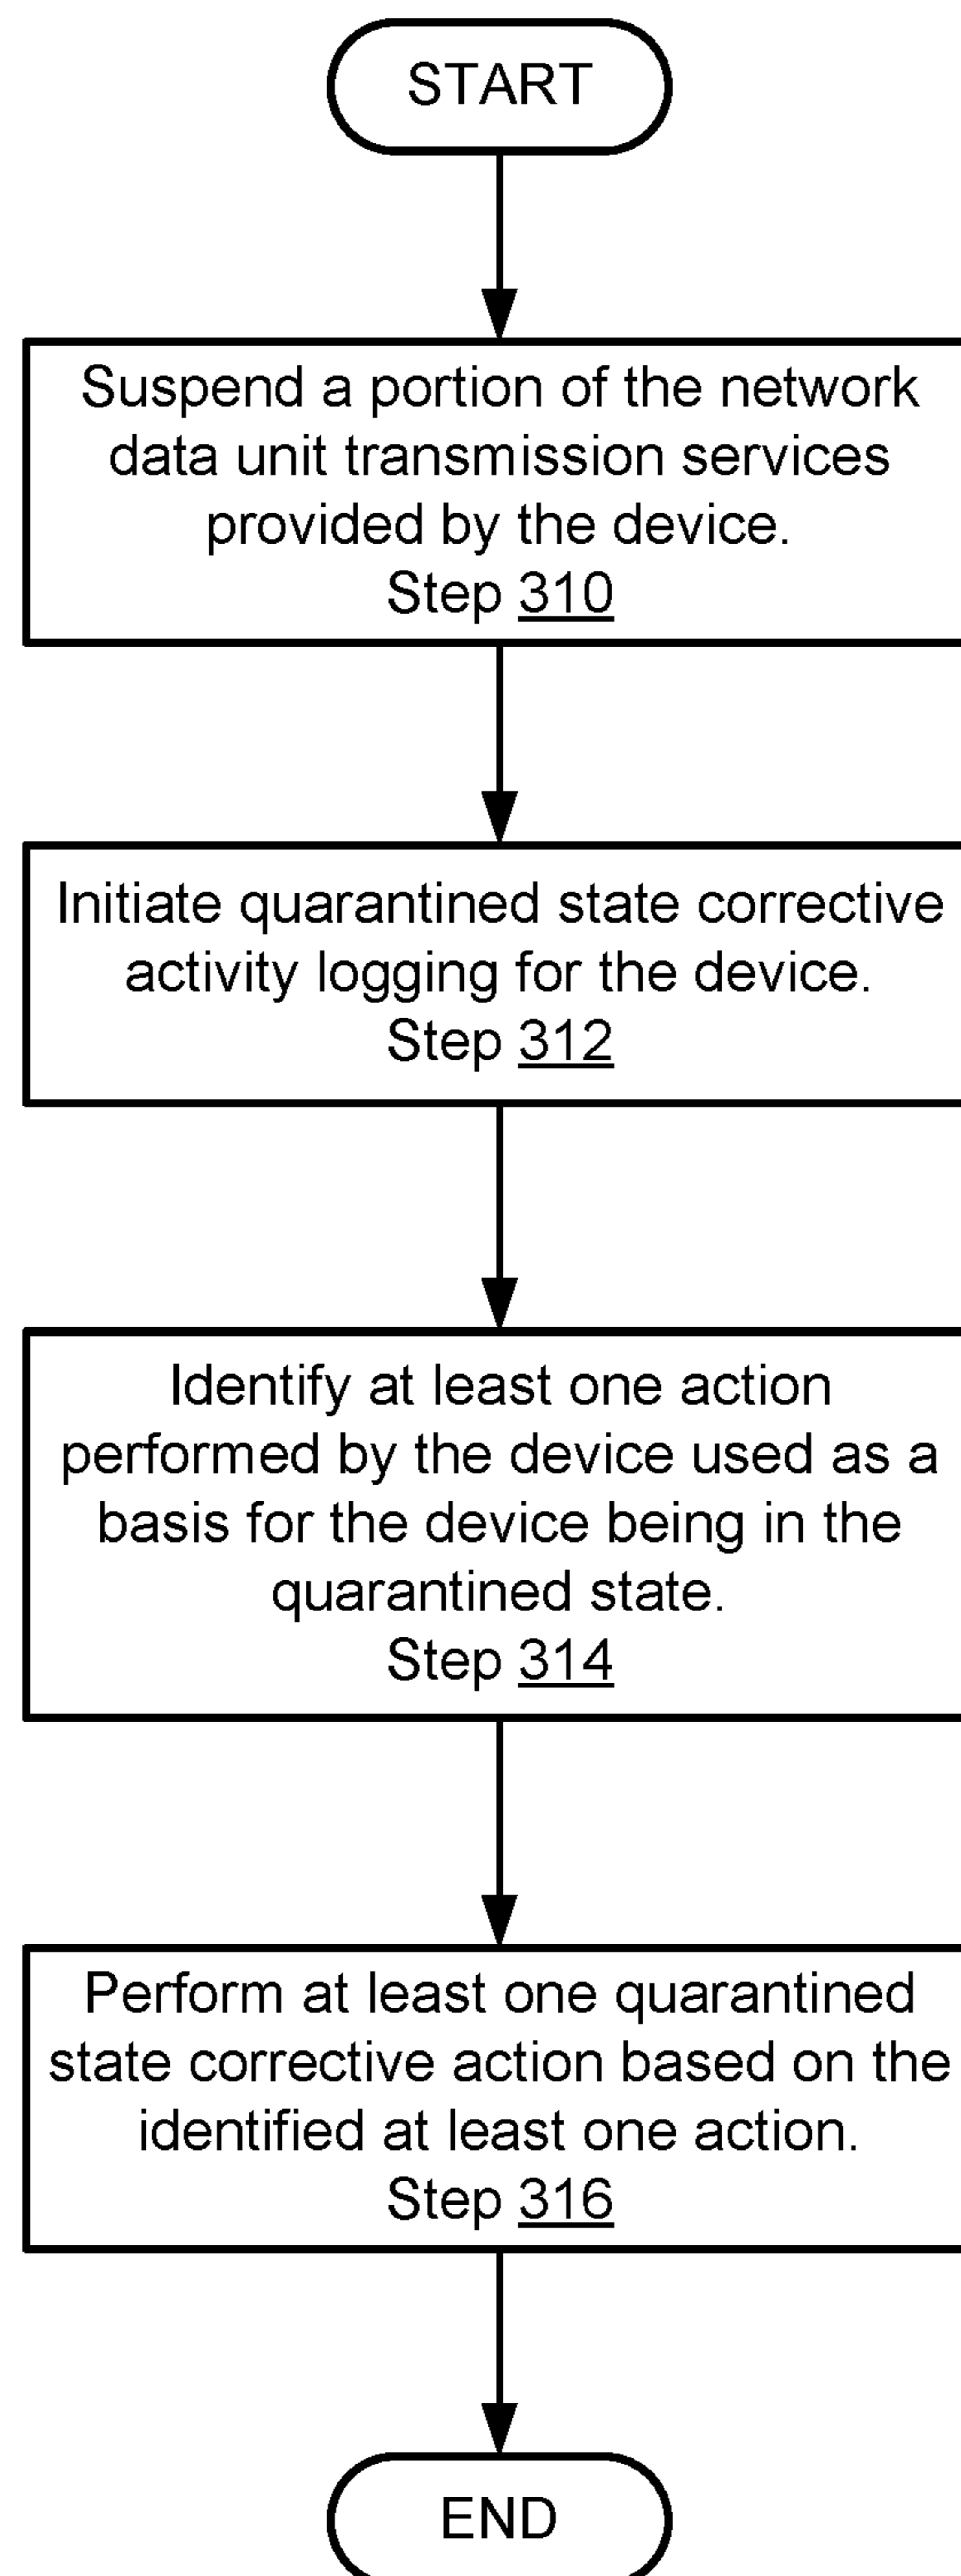 START
Suspend a portion of the network
data unit transmission services
provided by the device.
Step 310
Initiate quarantined state corrective
activity logging for the device.
Step 312
Identify at least one action
performed by the device used as a
basis for the device being in the
quarantined state.
Step 314
Perform at least one quarantined
state corrective action based on the
identified at least one action.
Step 316
END